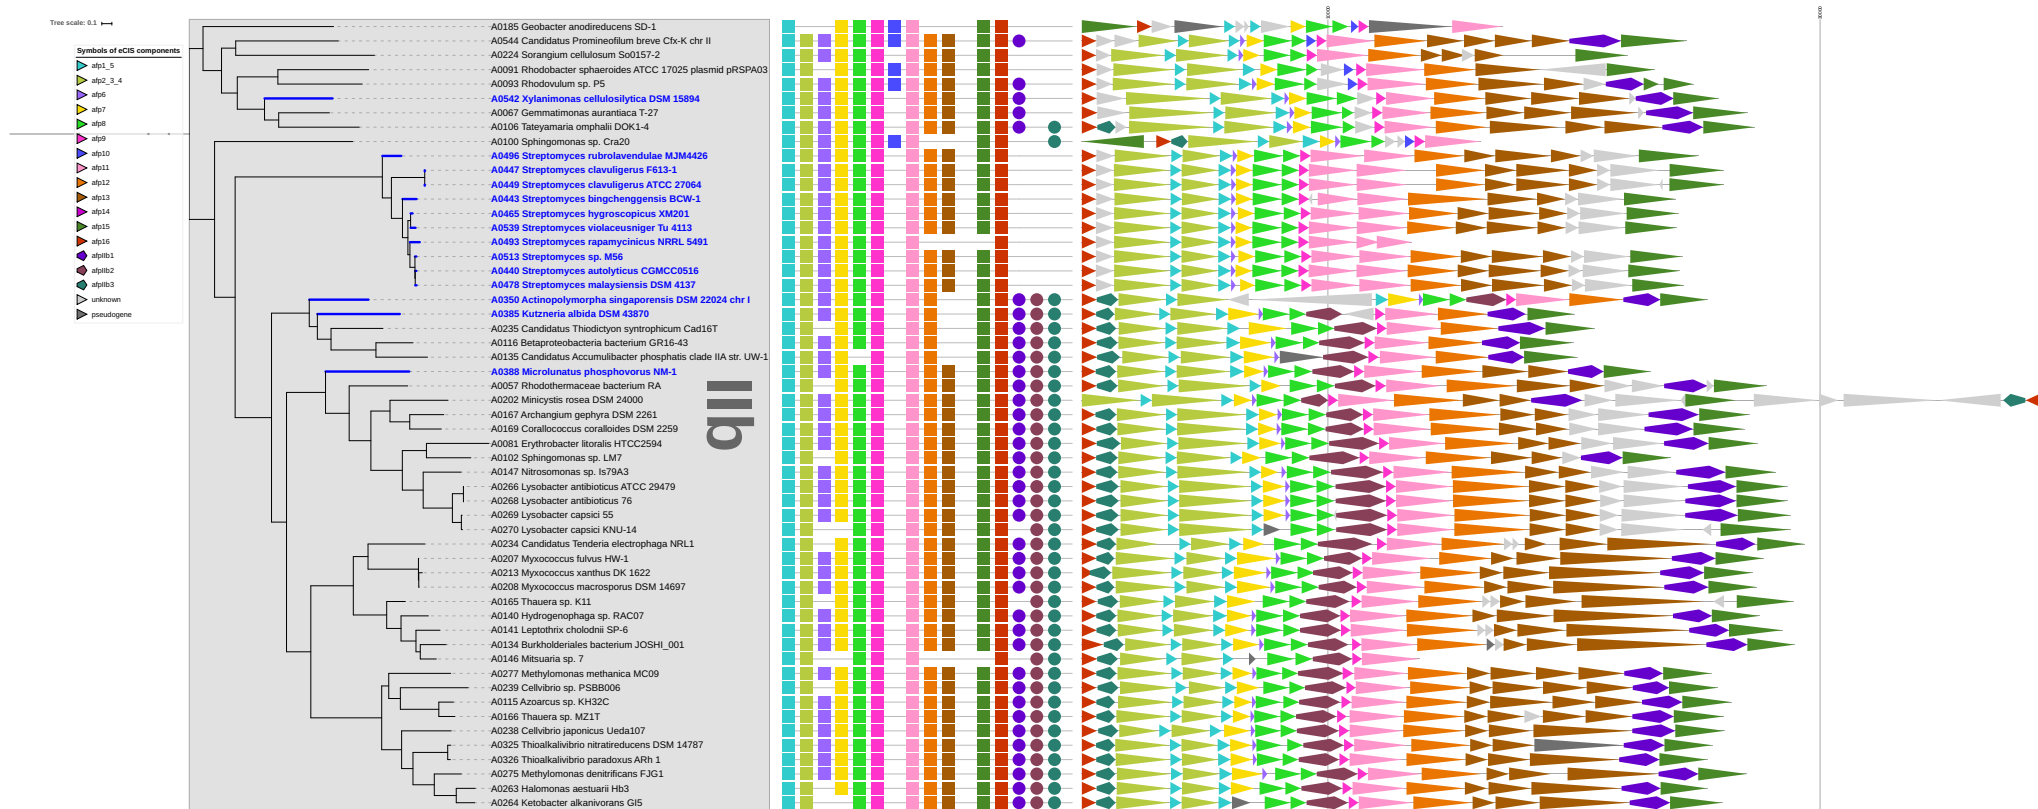 Tree scale: 0.1
Symbols of eCIS components
afp1_5
afp2_3_4
afp6
afp7
afp8
afp9
afp10
afp11
afp12
afp13
afp14
afp15
afp16
afpIIb1
afpIIb2
afpIIb3
unknown
pseudogene
A0185 Geobacter anodireducens SD-1
A0544 Candidatus Promineofilum breve Cfx-K chr II
A0224 Sorangium cellulosum So0157-2
A0091 Rhodobacter sphaeroides ATCC 17025 plasmid pRSPA03
A0093 Rhodovulum sp. P5
A0542 Xylanimonas cellulosilytica DSM 15894
A0067 Gemmatimonas aurantiaca T-27
A0106 Tateyamaria omphalii DOK1-4
A0100 Sphingomonas sp. Cra20
A0496 Streptomyces rubrolavendulae MJM4426
A0447 Streptomyces clavuligerus F613-1
A0449 Streptomyces clavuligerus ATCC 27064
A0443 Streptomyces bingchenggensis BCW-1
A0465 Streptomyces hygroscopicus XM201
A0539 Streptomyces violaceusniger Tu 4113
A0493 Streptomyces rapamycinicus NRRL 5491
A0513 Streptomyces sp. M56
A0440 Streptomyces autolyticus CGMCC0516
A0478 Streptomyces malaysiensis DSM 4137
A0350 Actinopolymorpha singaporensis DSM 22024 chr I
A0385 Kutzneria albida DSM 43870
A0235 Candidatus Thiodictyon syntrophicum Cad16T
A0116 Betaproteobacteria bacterium GR16-43
A0135 Candidatus Accumulibacter phosphatis clade IIA str. UW-1
A0388 Microlunatus phosphovorus NM-1
A0057 Rhodothermaceae bacterium RA
A0202 Minicystis rosea DSM 24000
A0167 Archangium gephyra DSM 2261
A0169 Corallococcus coralloides DSM 2259
A0081 Erythrobacter litoralis HTCC2594
A0102 Sphingomonas sp. LM7
A0147 Nitrosomonas sp. Is79A3
A0266 Lysobacter antibioticus ATCC 29479
A0268 Lysobacter antibioticus 76
A0269 Lysobacter capsici 55
A0270 Lysobacter capsici KNU-14
A0234 Candidatus Tenderia electrophaga NRL1
A0207 Myxococcus fulvus HW-1
A0213 Myxococcus xanthus DK 1622
A0208 Myxococcus macrosporus DSM 14697
A0165 Thauera sp. K11
A0140 Hydrogenophaga sp. RAC07
A0141 Leptothrix cholodnii SP-6
A0134 Burkholderiales bacterium JOSHI_001
A0146 Mitsuaria sp. 7
A0277 Methylomonas methanica MC09
A0239 Cellvibrio sp. PSBB006
A0115 Azoarcus sp. KH32C
A0166 Thauera sp. MZ1T
A0238 Cellvibrio japonicus Ueda107
A0325 Thioalkalivibrio nitratireducens DSM 14787
A0326 Thioalkalivibrio paradoxus ARh 1
A0275 Methylomonas denitrificans FJG1
A0263 Halomonas aestuarii Hb3
A0264 Ketobacter alkanivorans GI5
IIb